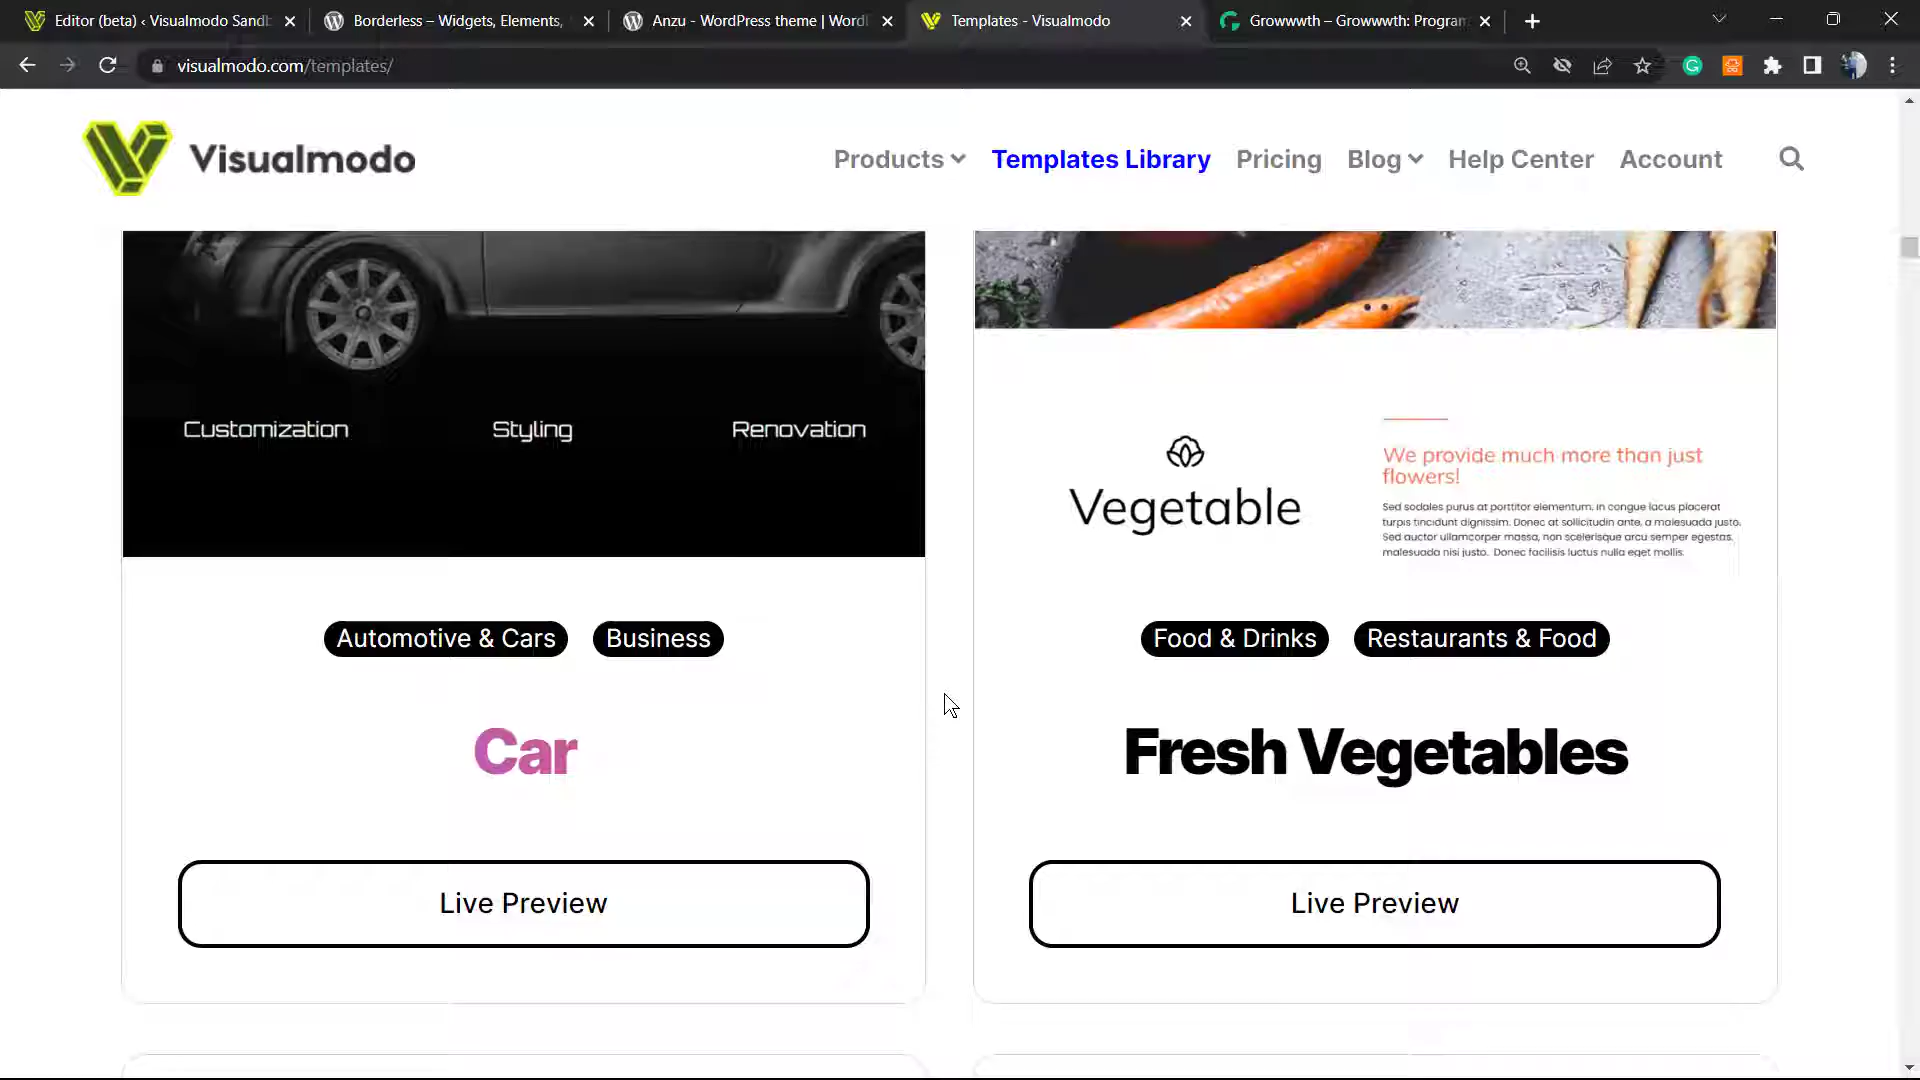 Editor (beta) ‹ Visualmodo Sandb
Borderless – Widgets, Elements,
Anzu - WordPress theme | Word
Templates - Visualmodo
Growwwth – Growwwth: Program
visualmodo.com/templates/
Visualmodo
Products
Templates Library
Pricing
Blog
Help Center
Account
Customization
Styling
Renovation
Vegetable
We provide much more than just
flowers!
Sed sodales purus at porttitor elementum, in congue lacus placerat
turpis tincidunt dignissim. Donec at sollicitudin ante, a malesuada justo.
Sed auctor ullamcorper massa, non scelerisque arcu semper egestas.
malesuada nisi justo. Donec facilisis luctus nulla eget mollis.
Automotive & Cars
Business
Food & Drinks
Restaurants & Food
Car
Fresh Vegetables
Live Preview
Live Preview